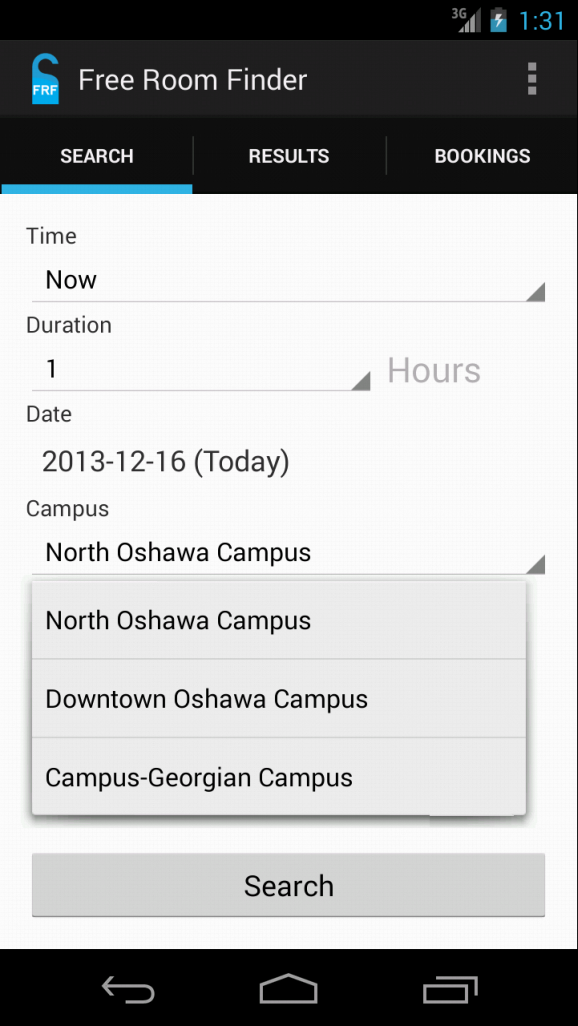 3G 1:31
FRF Free Room Finder
SEARCH RESULTS BOOKINGS
Time
Now
Duration
1 Hours
Date
2013-12-16 (Today)
Campus
North Oshawa Campus
North Oshawa Campus
Downtown Oshawa Campus
Campus-Georgian Campus
Search